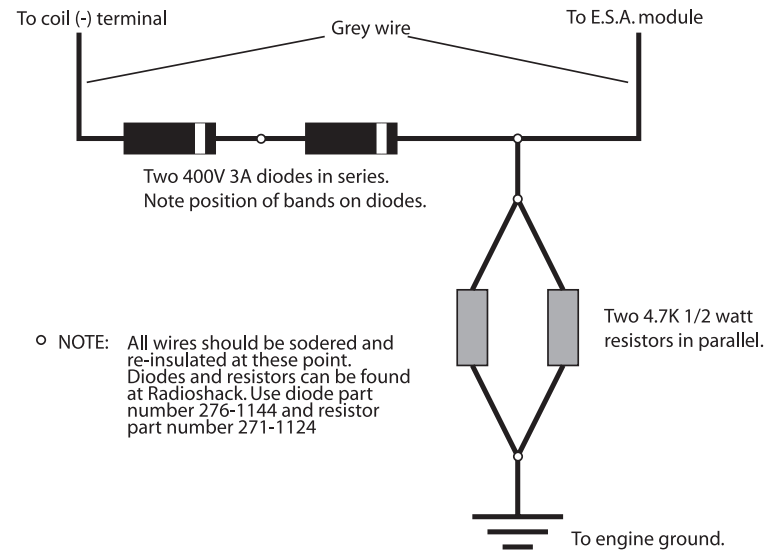 To coil (-) terminal
Grey wire
To E.S.A. module
Two 400V 3A diodes in series.
Note position of bands on diodes.
Two 4.7K 1/2 watt
resistors in parallel.
NOTE: All wires should be sodered and
re-insulated at these point.
Diodes and resistors can be found
at Radioshack. Use diode part
number 276-1144 and resistor
part number 271-1124
To engine ground.